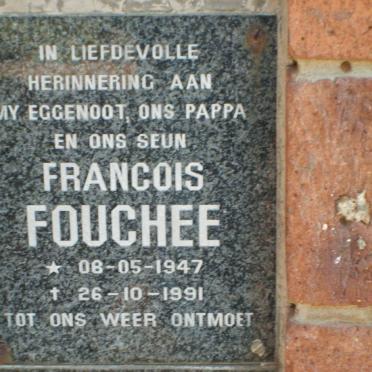 IN LIEFDEVOLLE
HERINNERING AAN
MY EGGENOOT, ONS PAPPA
EN ONS SEUN
FRANCOIS
FOUCHEE
★ 08-05-1947
† 26-10-1991
TOT ONS WEER ONTMOET